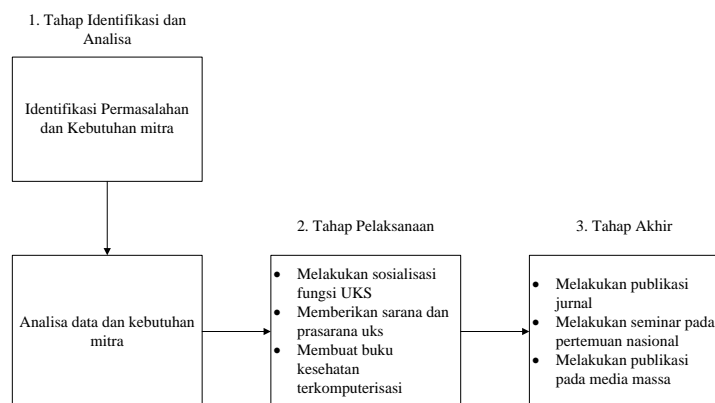 1. Tahap Identifikasi dan
Analisa
Identifikasi Permasalahan
dan Kebutuhan mitra
Analisa data dan kebutuhan
mitra
2. Tahap Pelaksanaan
• Melakukan sosialisasi
fungsi UKS
• Memberikan sarana dan
prasarana uks
• Membuat buku
kesehatan
terkomputerisasi
3. Tahap Akhir
• Melakukan publikasi
jurnal
• Melakukan seminar pada
pertemuan nasional
• Melakukan publikasi
pada media massa